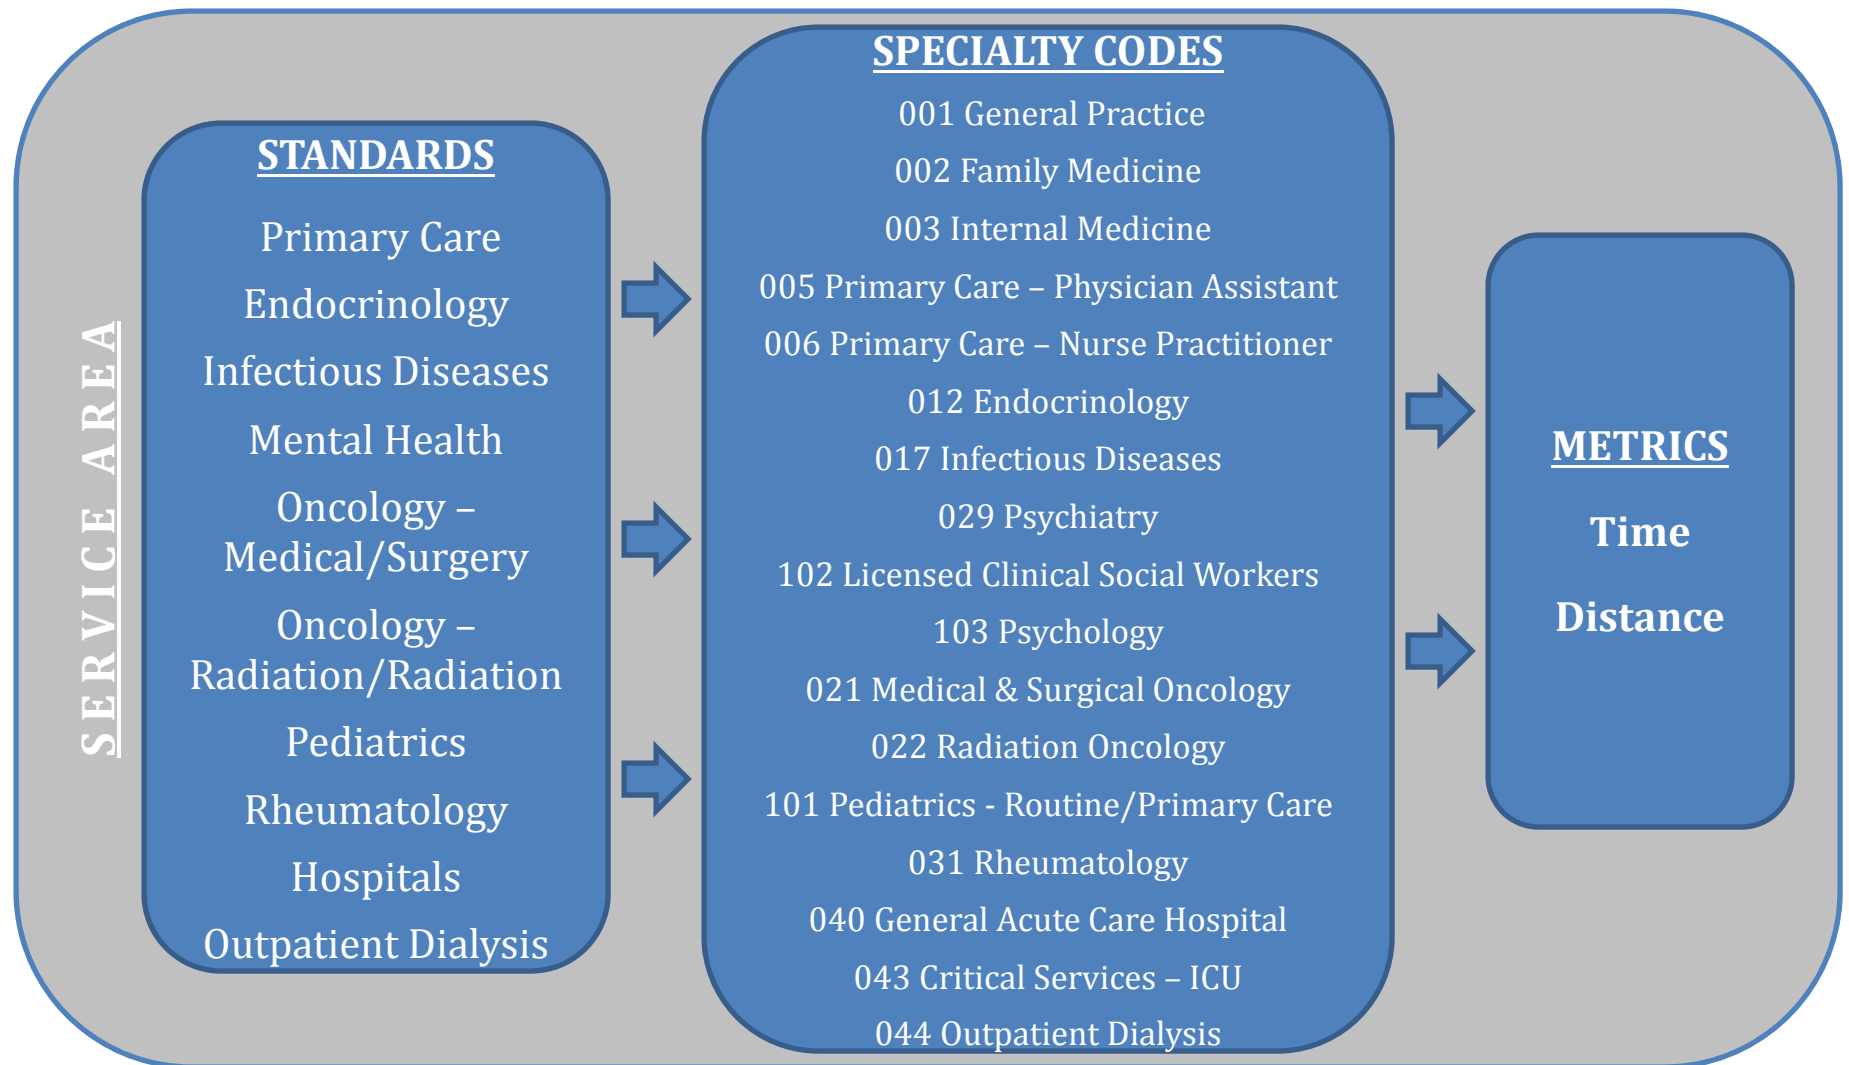 SERVICE AREA
STANDARDS
Primary Care
Endocrinology
Infectious Diseases
Mental Health
Oncology –
Medical/Surgery
Oncology –
Radiation/Radiation
Pediatrics
Rheumatology
Hospitals
Outpatient Dialysis
SPECIALTY CODES
001 General Practice
002 Family Medicine
003 Internal Medicine
005 Primary Care – Physician Assistant
006 Primary Care – Nurse Practitioner
012 Endocrinology
017 Infectious Diseases
029 Psychiatry
102 Licensed Clinical Social Workers
103 Psychology
021 Medical & Surgical Oncology
022 Radiation Oncology
101 Pediatrics - Routine/Primary Care
031 Rheumatology
040 General Acute Care Hospital
043 Critical Services – ICU
044 Outpatient Dialysis
METRICS
Time
Distance